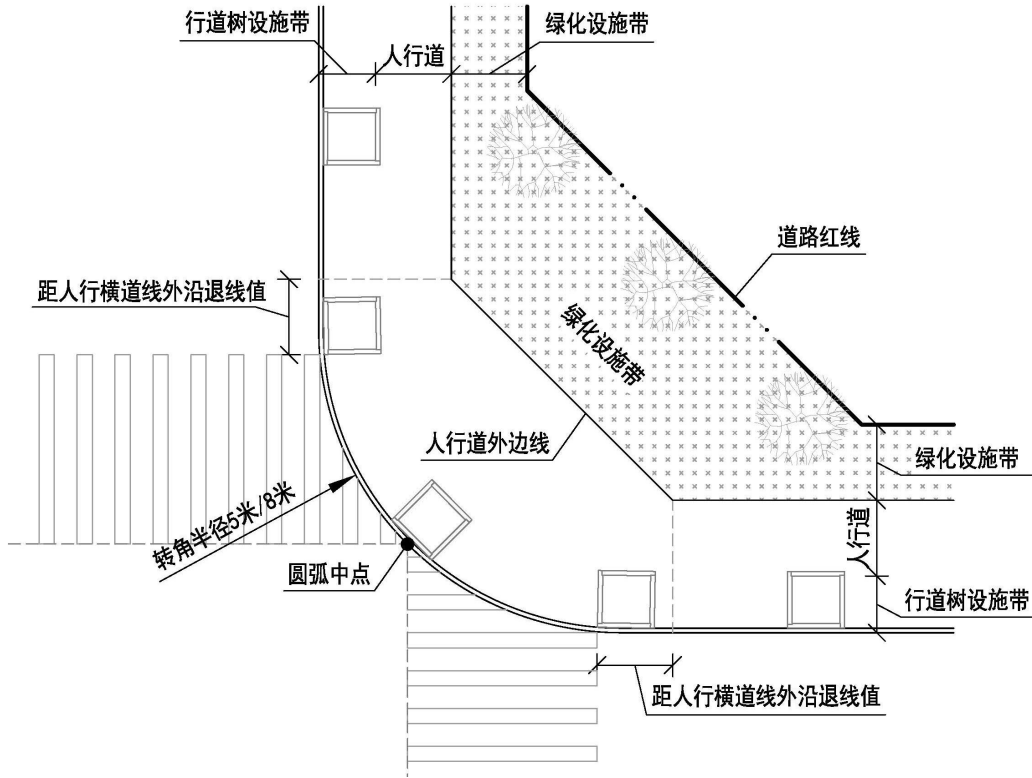 行道树设施带
人行道
绿化设施带
道路红线
距人行横道线外沿退线值
绿化设施带
人行道外边线
绿化设施带
转角半径5米/8米
人行道
圆弧中点
行道树设施带
距人行横道线外沿退线值